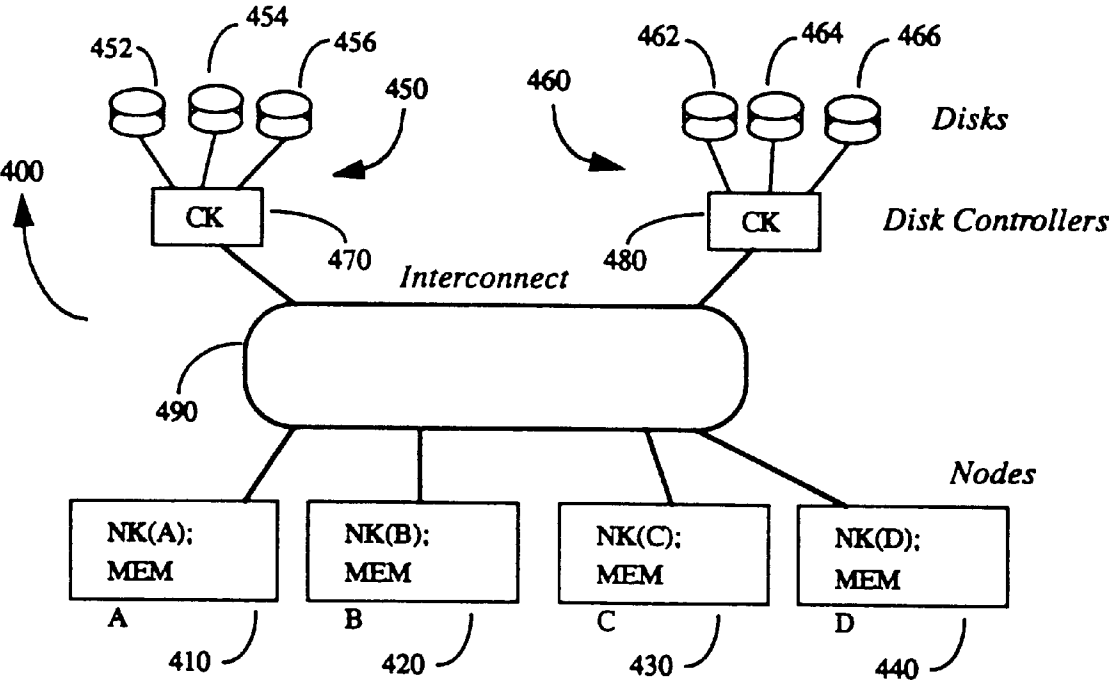 454
452
456
462
464
466
450
460
Disks
400
CK
CK
Disk Controllers
470
480
Interconnect
490
Nodes
NK(A);
MEM
NK(B);
MEM
NK(C);
MEM
NK(D);
MEM
A
B
C
D
410
420
430
440